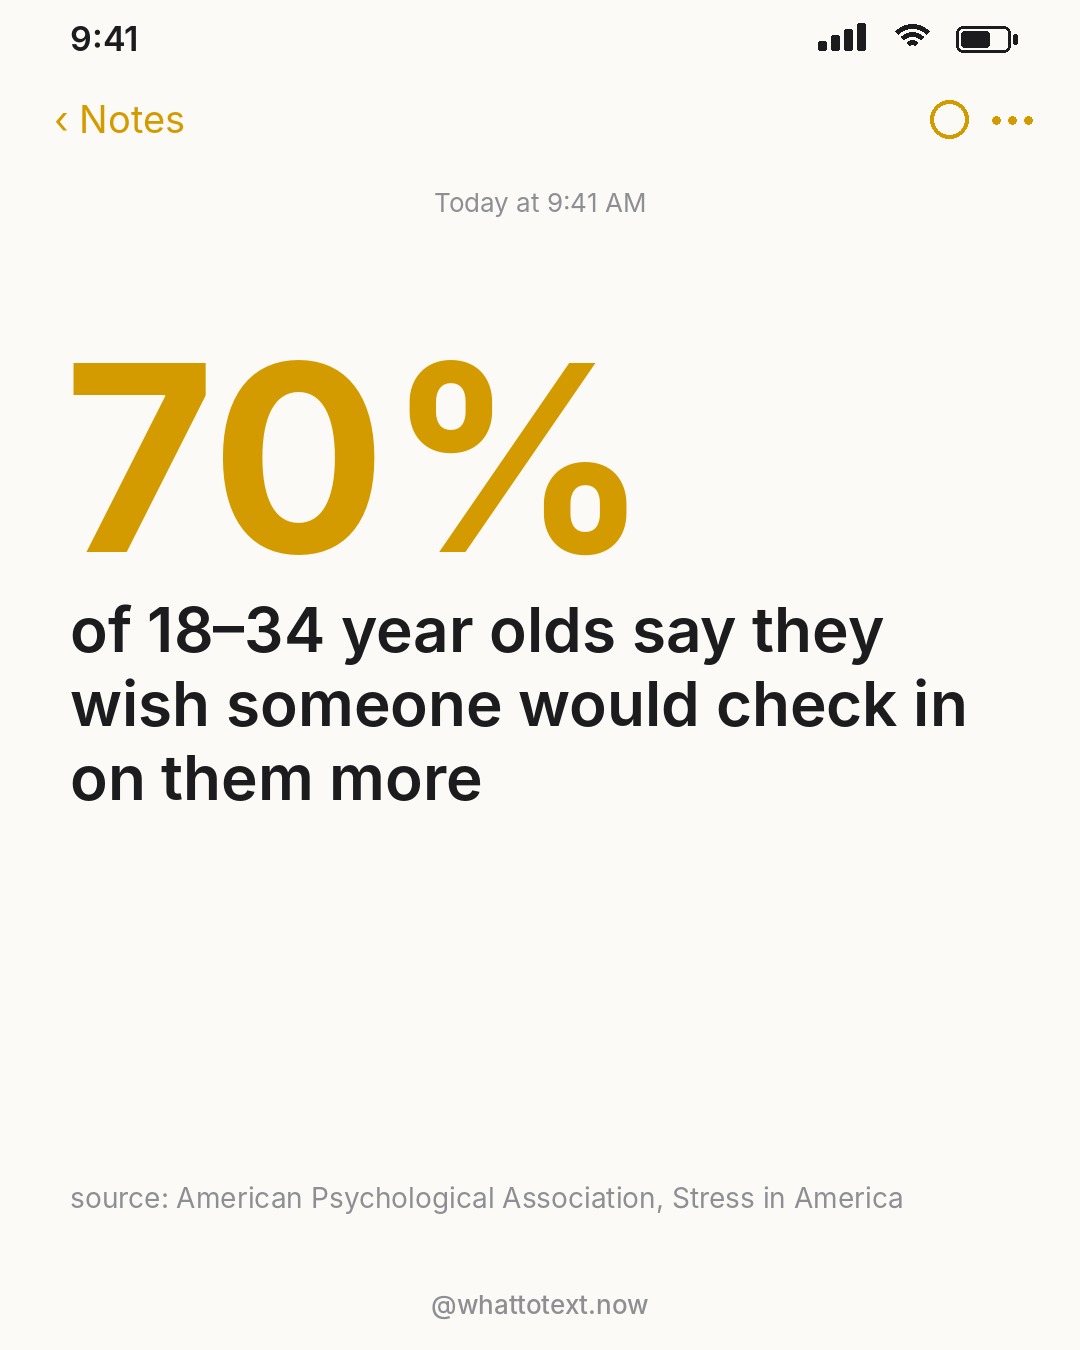 9:41
‹ Notes
Today at 9:41 AM
70%
of 18–34 year olds say they
wish someone would check in
on them more
source: American Psychological Association, Stress in America
@whattotext.now